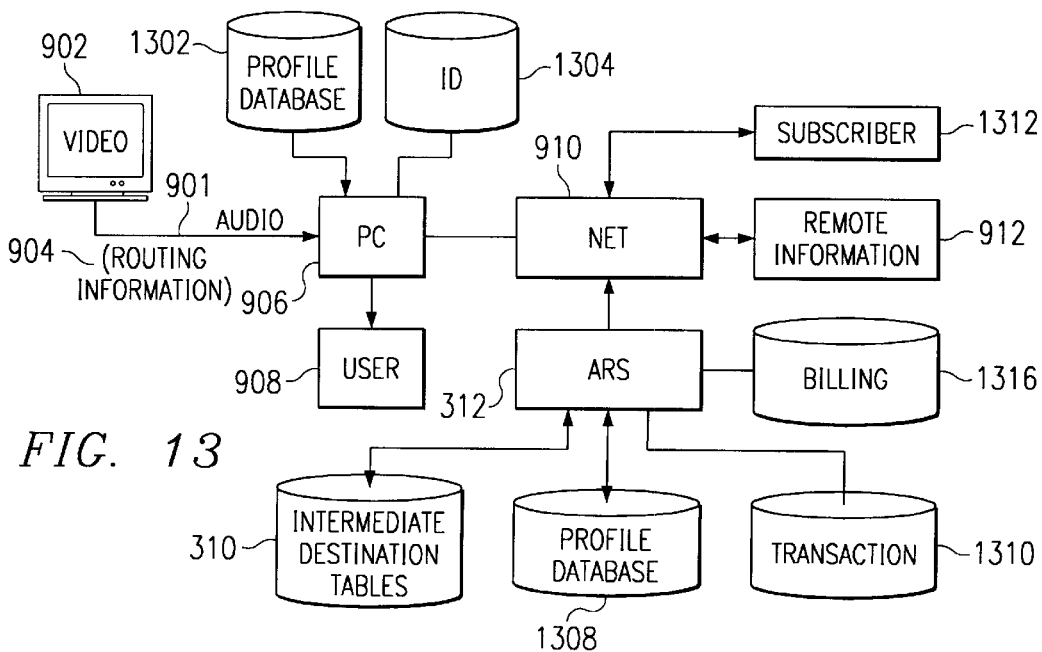 1302
PROFILE
DATABASE
ID
1304
902
VIDEO
901
AUDIO
904
(ROUTING
INFORMATION)
PC
906
USER
908
910
NET
SUBSCRIBER
1312
REMOTE
INFORMATION
912
ARS
312
BILLING
1316
FIG. 13
INTERMEDIATE
DESTINATION
TABLES
310
PROFILE
DATABASE
1308
TRANSACTION
1310